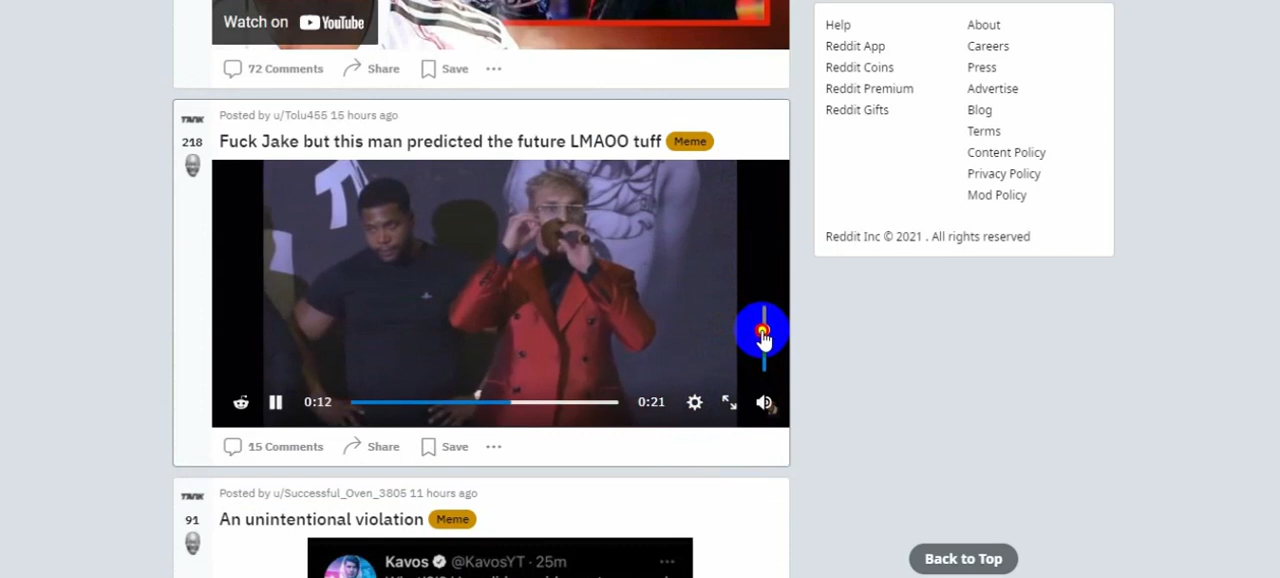 Watch on YouTube
72 Comments Share Save
Posted by u/Tolu455 15 hours ago
218
Fuck Jake but this man predicted the future LMAOO tuff Meme
0:12 0:21
15 Comments Share Save
Posted by u/Successful_Oven_3805 11 hours ago
91
An unintentional violation Meme
Kavos @KavosYT · 25m
Help
Reddit App
Reddit Coins
Reddit Premium
Reddit Gifts
About
Careers
Press
Advertise
Blog
Terms
Content Policy
Privacy Policy
Mod Policy
Reddit Inc © 2021 . All rights reserved
Back to Top